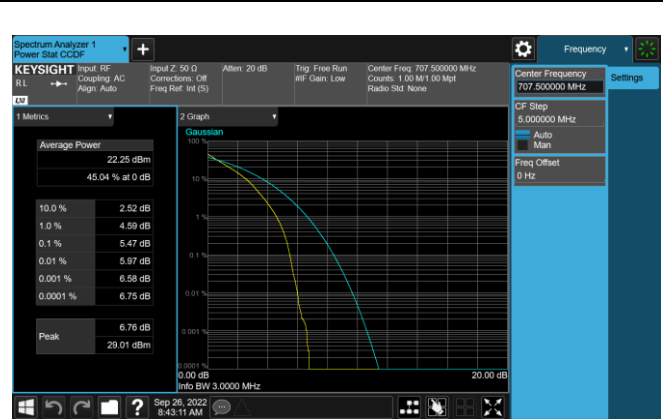 Spectrum Analyzer 1
Power Stat CCDF
Frequency
KEYSIGHT
R L
LXI
Input: RF
Coupling: AC
Align: Auto
Input Z: 50 Ω
Corrections: Off
Freq Ref: Int (S)
Atten: 20 dB
Trig: Free Run
#IF Gain: Low
Center Freq: 707.500000 MHz
Counts: 1.00 M/1.00 Mpt
Radio Std: None
Center Frequency
707.500000 MHz
Settings
CF Step
5.000000 MHz
Auto
Man
Freq Offset
0 Hz
1 Metrics
Average Power
22.25 dBm
45.04 % at 0 dB
10.0 % 2.52 dB
1.0 % 4.59 dB
0.1 % 5.47 dB
0.01 % 5.97 dB
0.001 % 6.58 dB
0.0001 % 6.75 dB
Peak
6.76 dB
29.01 dBm
2 Graph
Gaussian
100 %
10 %
1 %
0.1 %
0.01 %
0.001 %
0.0001 %
0.00 dB 20.00 dB
Info BW 3.0000 MHz
Sep 26, 2022
8:43:11 AM